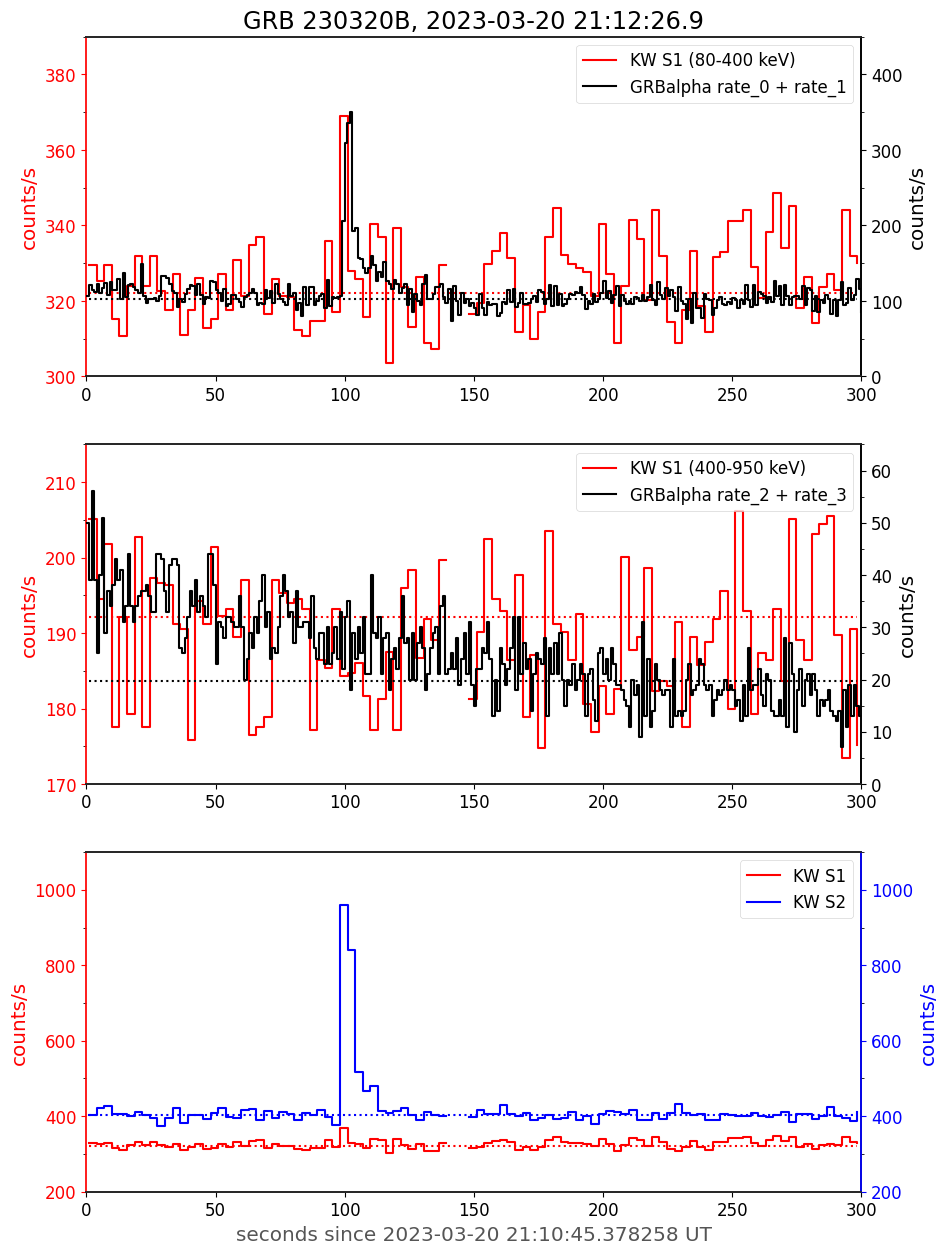 GRB 230320B, 2023-03-20 21:12:26.9
KW S1 (80-400 keV)
GRBalpha rate_0 + rate_1
380
360
340
320
300
400
300
200
100
0
counts/s
counts/s
0 50 100 150 200 250 300
KW S1 (400-950 keV)
GRBalpha rate_2 + rate_3
210
200
190
180
170
60
50
40
30
20
10
0
counts/s
counts/s
0 50 100 150 200 250 300
KW S1
KW S2
1000
800
600
400
200
1000
800
600
400
200
counts/s
counts/s
0 50 100 150 200 250 300
seconds since 2023-03-20 21:10:45.378258 UT